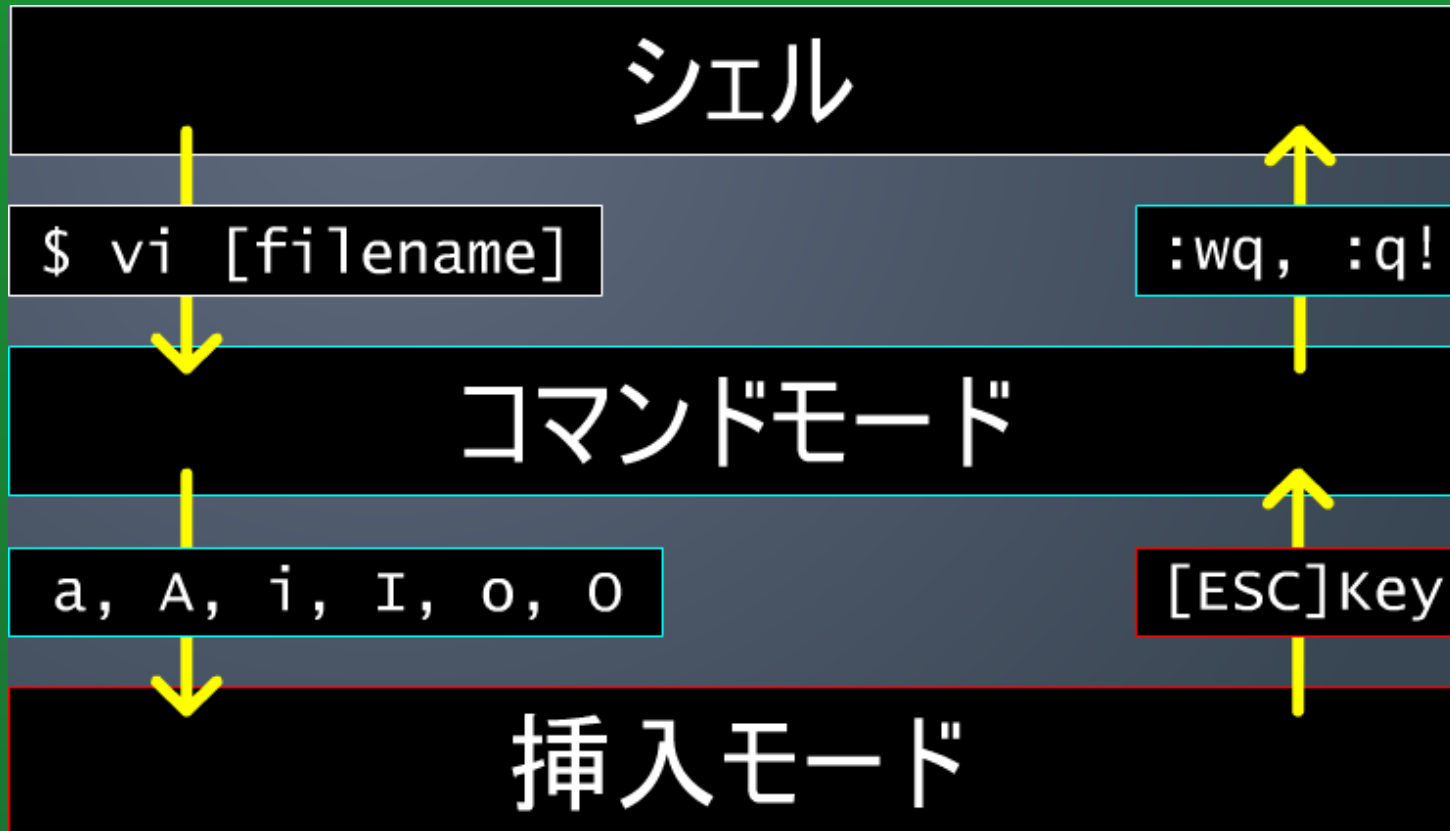 シェル
$ vi [filename]
:wq, :q!
コマンドモード
a, A, i, I, o, O
[ESC]Key
挿入モード